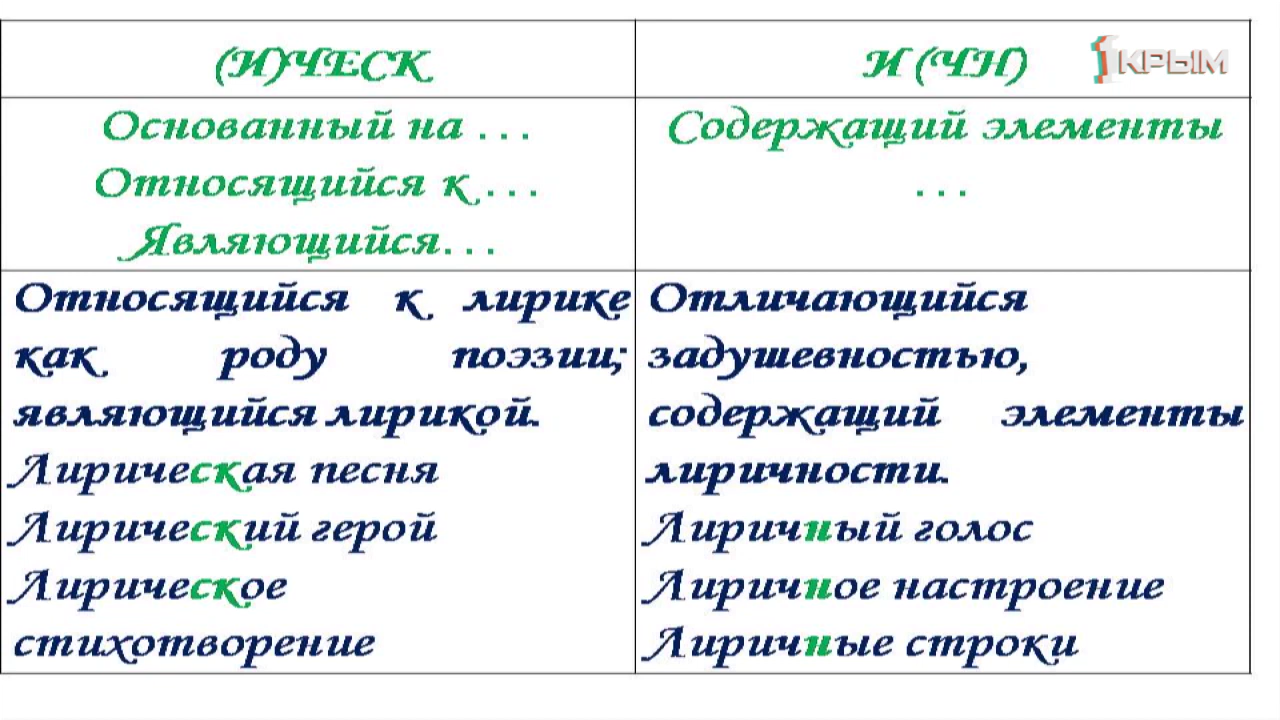 (И)ЧЕСК
И (ЧН)
1 КРЫМ
Основанный на . . .
Относящийся к . . .
Являющийся. . .
Содержащий элементы
. . .
Относящийся к лирике
как роду поэзии;
являющийся лирикой.
Лирическая песня
Лирический герой
Лирическое
стихотворение
Отличающийся
задушевностью,
содержащий элементы
лиричности.
Лиричный голос
Лиричное настроение
Лиричные строки